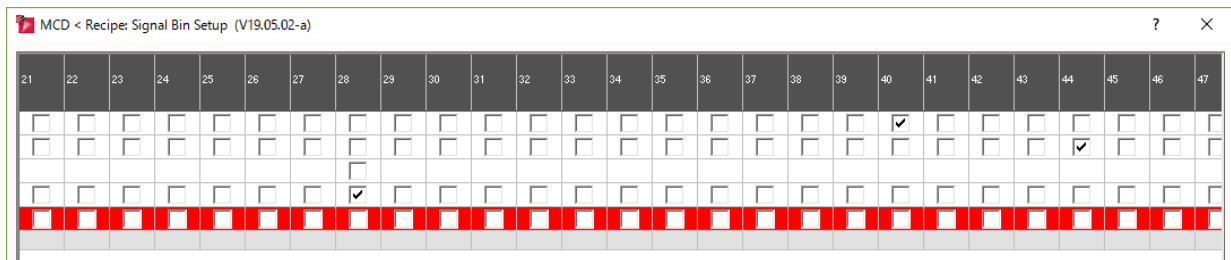 MCD < Recipe: Signal Bin Setup (V19.05.02-a) ? ×
21 22 23 24 25 26 27 28 29 30 31 32 33 34 35 36 37 38 39 40 41 42 43 44 45 46 47